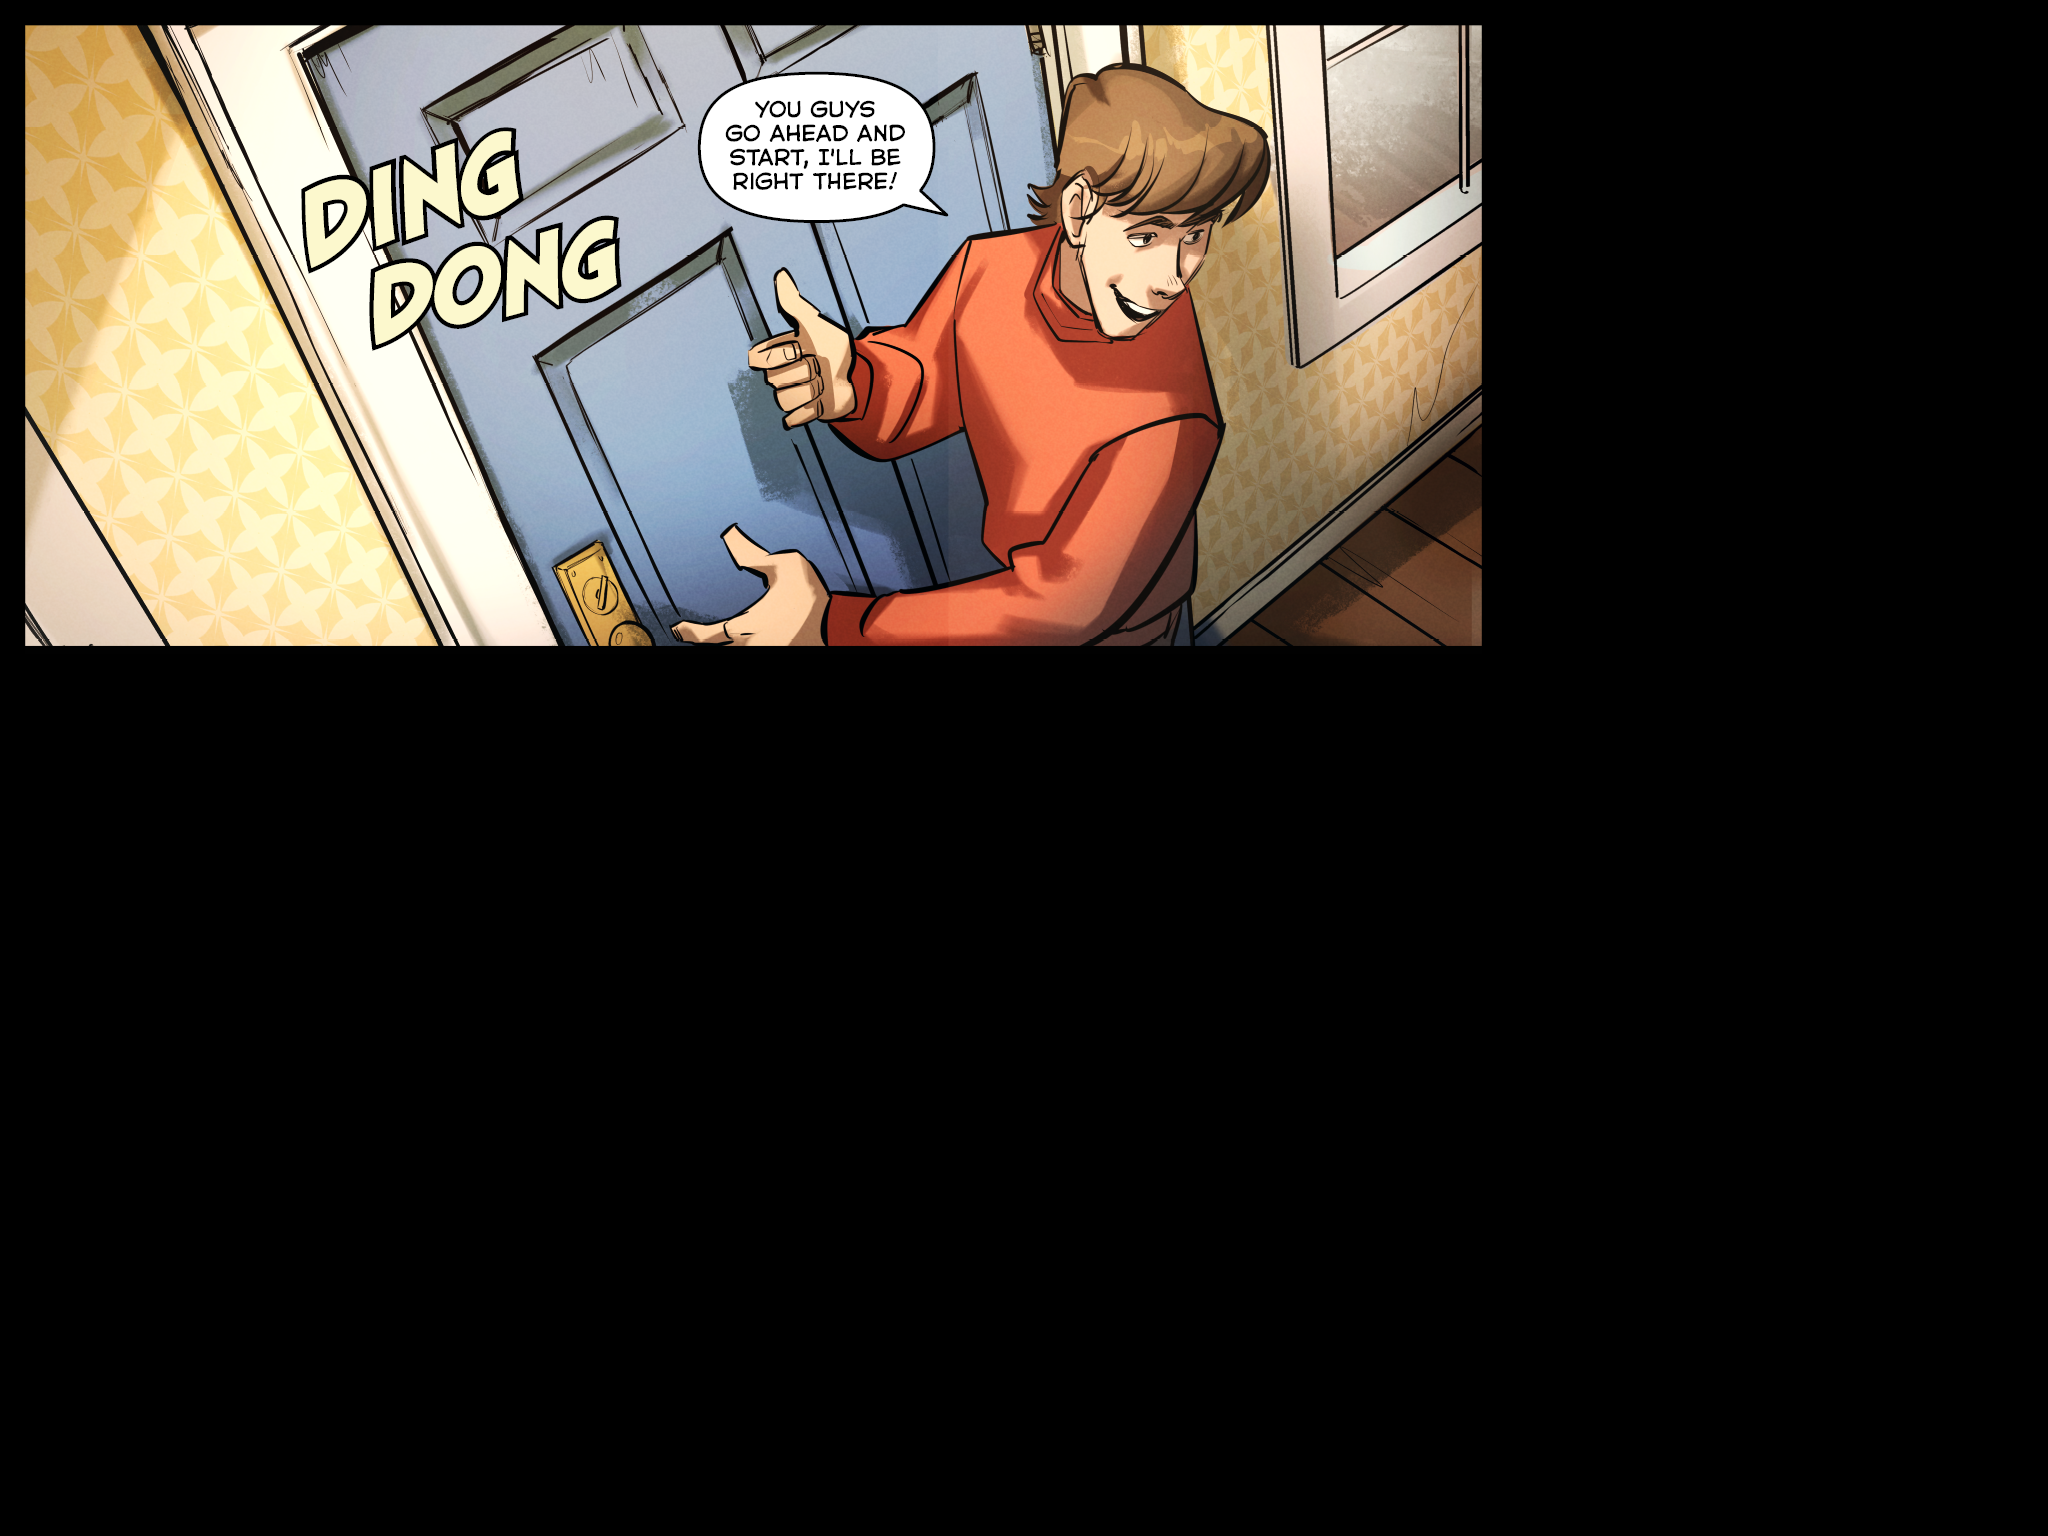 DING
DONG
YOU GUYS
GO AHEAD AND
START, I'LL BE
RIGHT THERE!